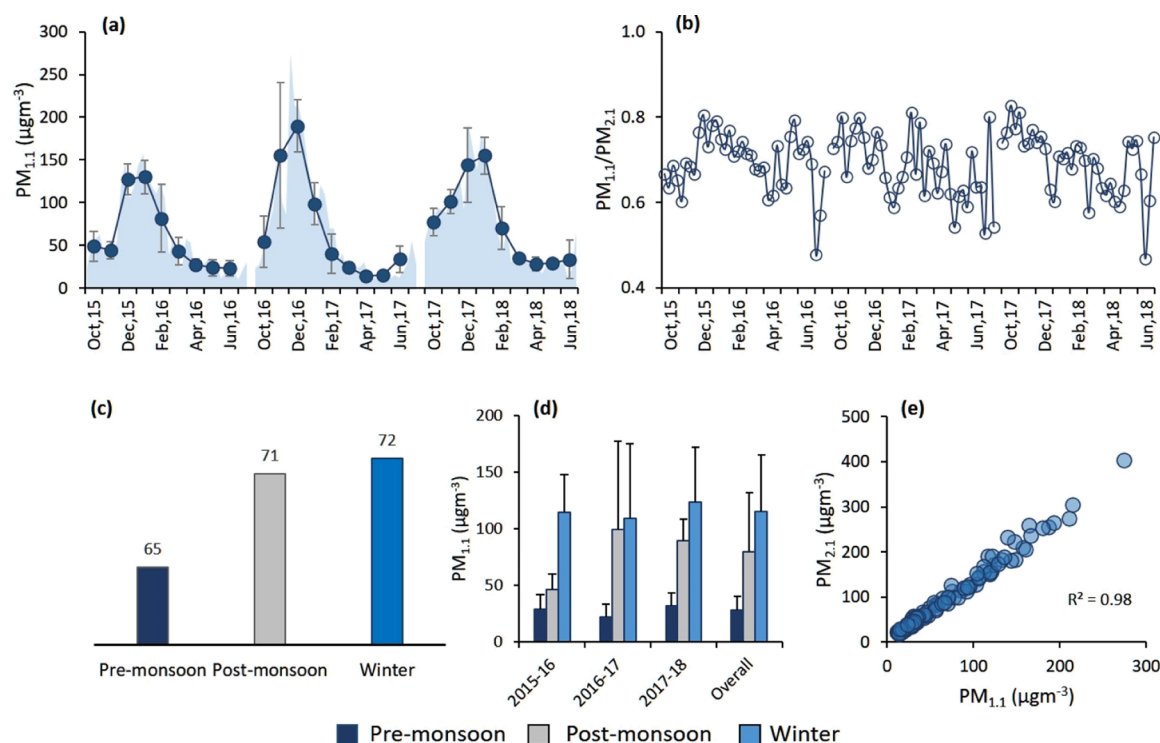 (a)
300
250
200
150
100
50
0
PM1.1 (µgm-3)
Oct,15
Dec,15
Feb,16
Apr,16
Jun,16
Oct,16
Dec,16
Feb,17
Apr,17
Jun,17
Oct,17
Dec,17
Feb,18
Apr,18
Jun,18
(b)
1.0
0.8
0.6
0.4
PM1.1/PM2.1
Oct,15
Dec,15
Feb,16
Apr,16
Jun,16
Oct,16
Dec,16
Feb,17
Apr,17
Jun,17
Oct,17
Dec,17
Feb,18
Apr,18
Jun,18
(c)
65
71
72
Pre-monsoon Post-monsoon Winter
(d)
200
150
100
50
0
PM1.1 (µgm-3)
2015-16
2016-17
2017-18
Overall
(e)
500
400
300
200
100
0
PM2.1 (µgm-3)
R² = 0.98
0 100 200 300
PM1.1 (µgm-3)
Pre-monsoon Post-monsoon Winter